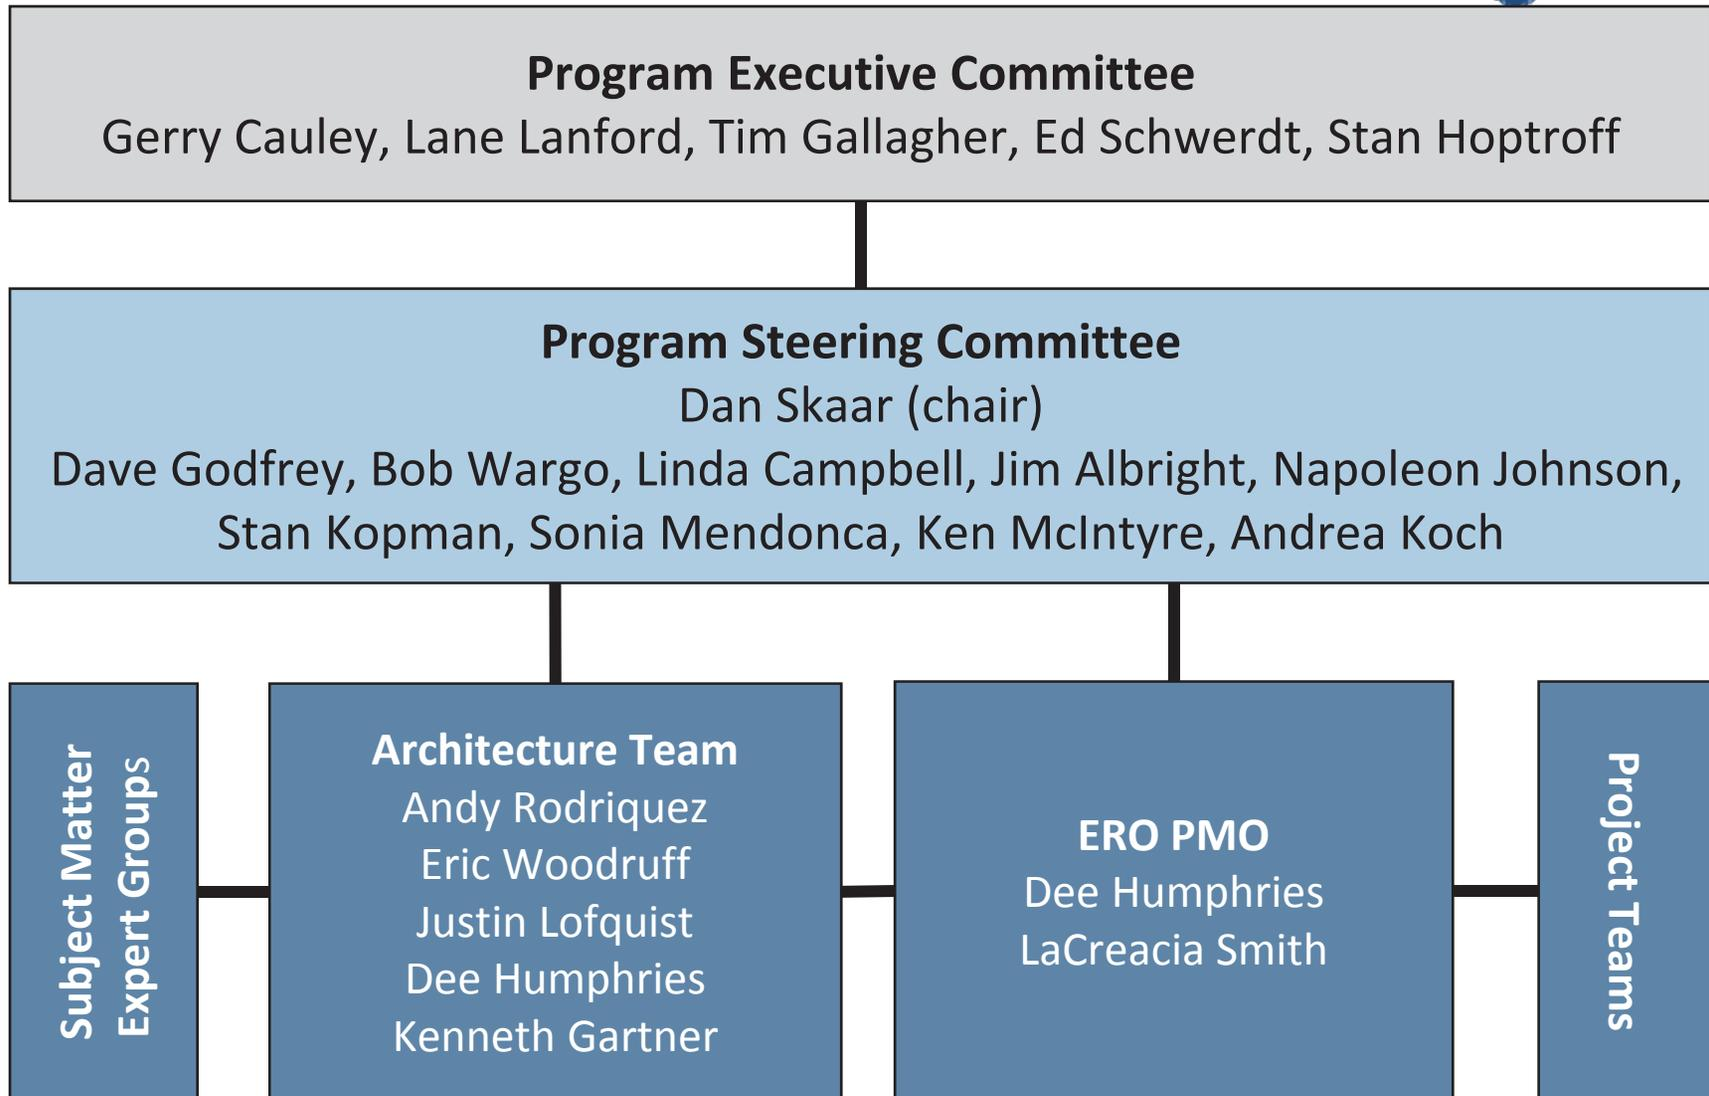 Program Executive Committee
Gerry Cauley, Lane Lanford, Tim Gallagher, Ed Schwerdt, Stan Hoptroff
Program Steering Committee
Dan Skaar (chair)
Dave Godfrey, Bob Wargo, Linda Campbell, Jim Albright, Napoleon Johnson,
Stan Kopman, Sonia Mendonca, Ken McIntyre, Andrea Koch
Subject Matter
Expert Groups
Architecture Team
Andy Rodriquez
Eric Woodruff
Justin Lofquist
Dee Humphries
Kenneth Gartner
ERO PMO
Dee Humphries
LaCreacia Smith
Project Teams